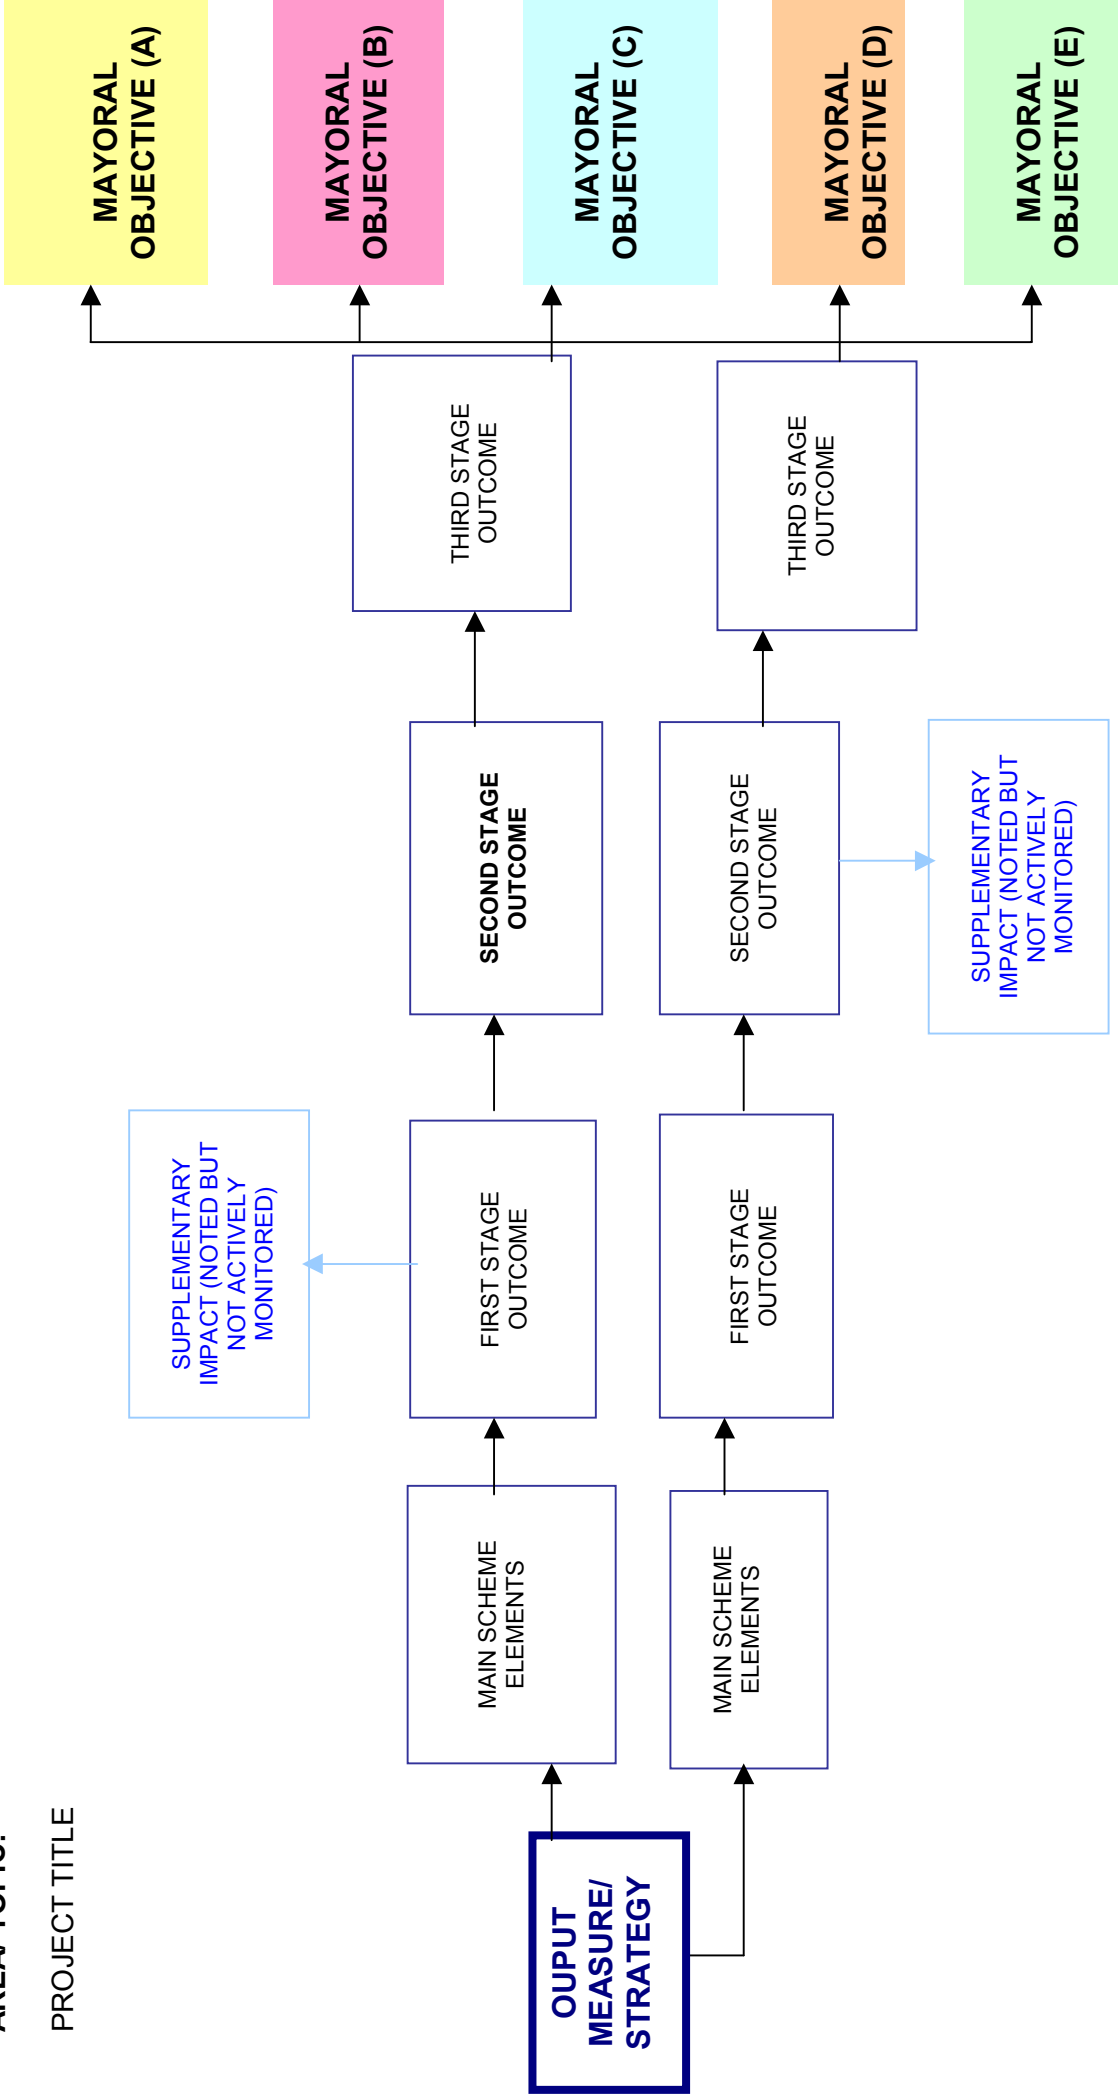 AREA/TOPIC:
PROJECT TITLE
OUPUT
MEASURE/
STRATEGY
MAIN SCHEME
ELEMENTS
MAIN SCHEME
ELEMENTS
SUPPLEMENTARY
IMPACT (NOTED BUT
NOT ACTIVELY
MONITORED)
FIRST STAGE
OUTCOME
FIRST STAGE
OUTCOME
SECOND STAGE
OUTCOME
SECOND STAGE
OUTCOME
SUPPLEMENTARY
IMPACT (NOTED BUT
NOT ACTIVELY
MONITORED)
THIRD STAGE
OUTCOME
THIRD STAGE
OUTCOME
MAYORAL
OBJECTIVE (A)
MAYORAL
OBJECTIVE (B)
MAYORAL
OBJECTIVE (C)
MAYORAL
OBJECTIVE (D)
MAYORAL
OBJECTIVE (E)